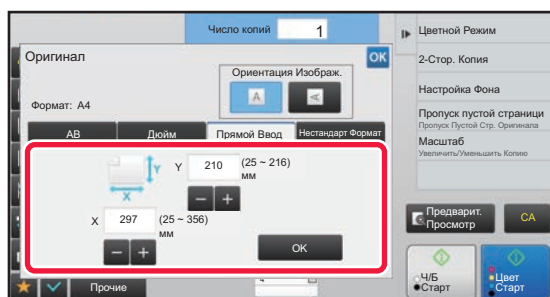 Число копий 1
Оригинал
OK
Ориентация Изображ.
A
A
Формат: A4
AB
Дюйм
Прямой Ввод
Нестандарт Формат
Y
X
Y 210 (25 ~ 216)
мм
X 297 (25 ~ 356)
мм
OK
Прочие
Цветной Режим
2-Стор. Копия
Настройка Фона
Пропуск пустой страници
Пропуск Пустой Стр. Оригинала
Масштаб
Увеличить/Уменьшить Копию
Предварит.
Просмотр
CA
Ч/Б
Старт
Цвет
Старт